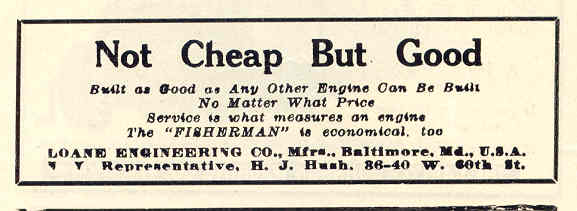 Not Cheap But Good
Built as Good as Any Other Engine Can Be Built
No Matter What Price
Service is what measures an engine
The "FISHERMAN" is economical, too
LOANE ENGINEERING CO., Mfrs., Baltimore, Md., U.S.A.
N. Y. Representative, H. J. Hush, 36-40 W. 60th St.